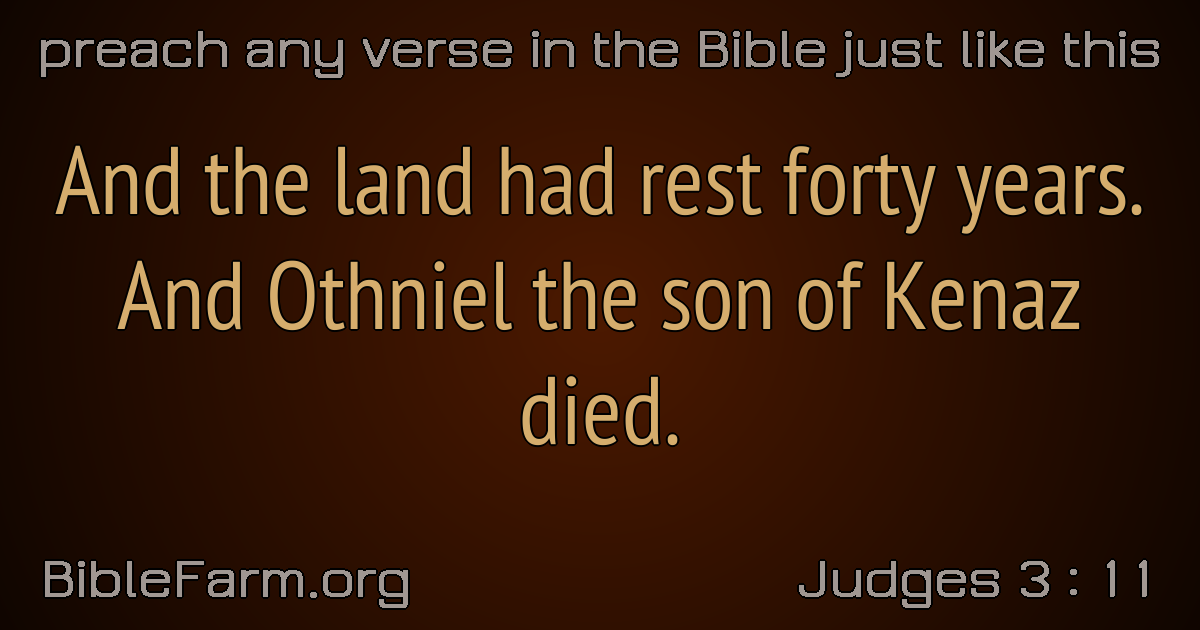 preach any verse in the Bible just like this
And the land had rest forty years.
And Othniel the son of Kenaz
died.
BibleFarm.org
Judges 3 : 11